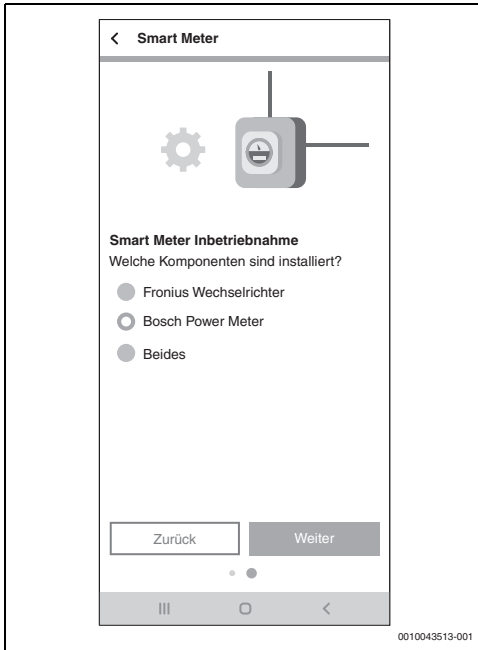 Smart Meter
Smart Meter Inbetriebnahme
Welche Komponenten sind installiert?
Fronius Wechselrichter
Bosch Power Meter
Beides
Zurück
Weiter
0010043513-001